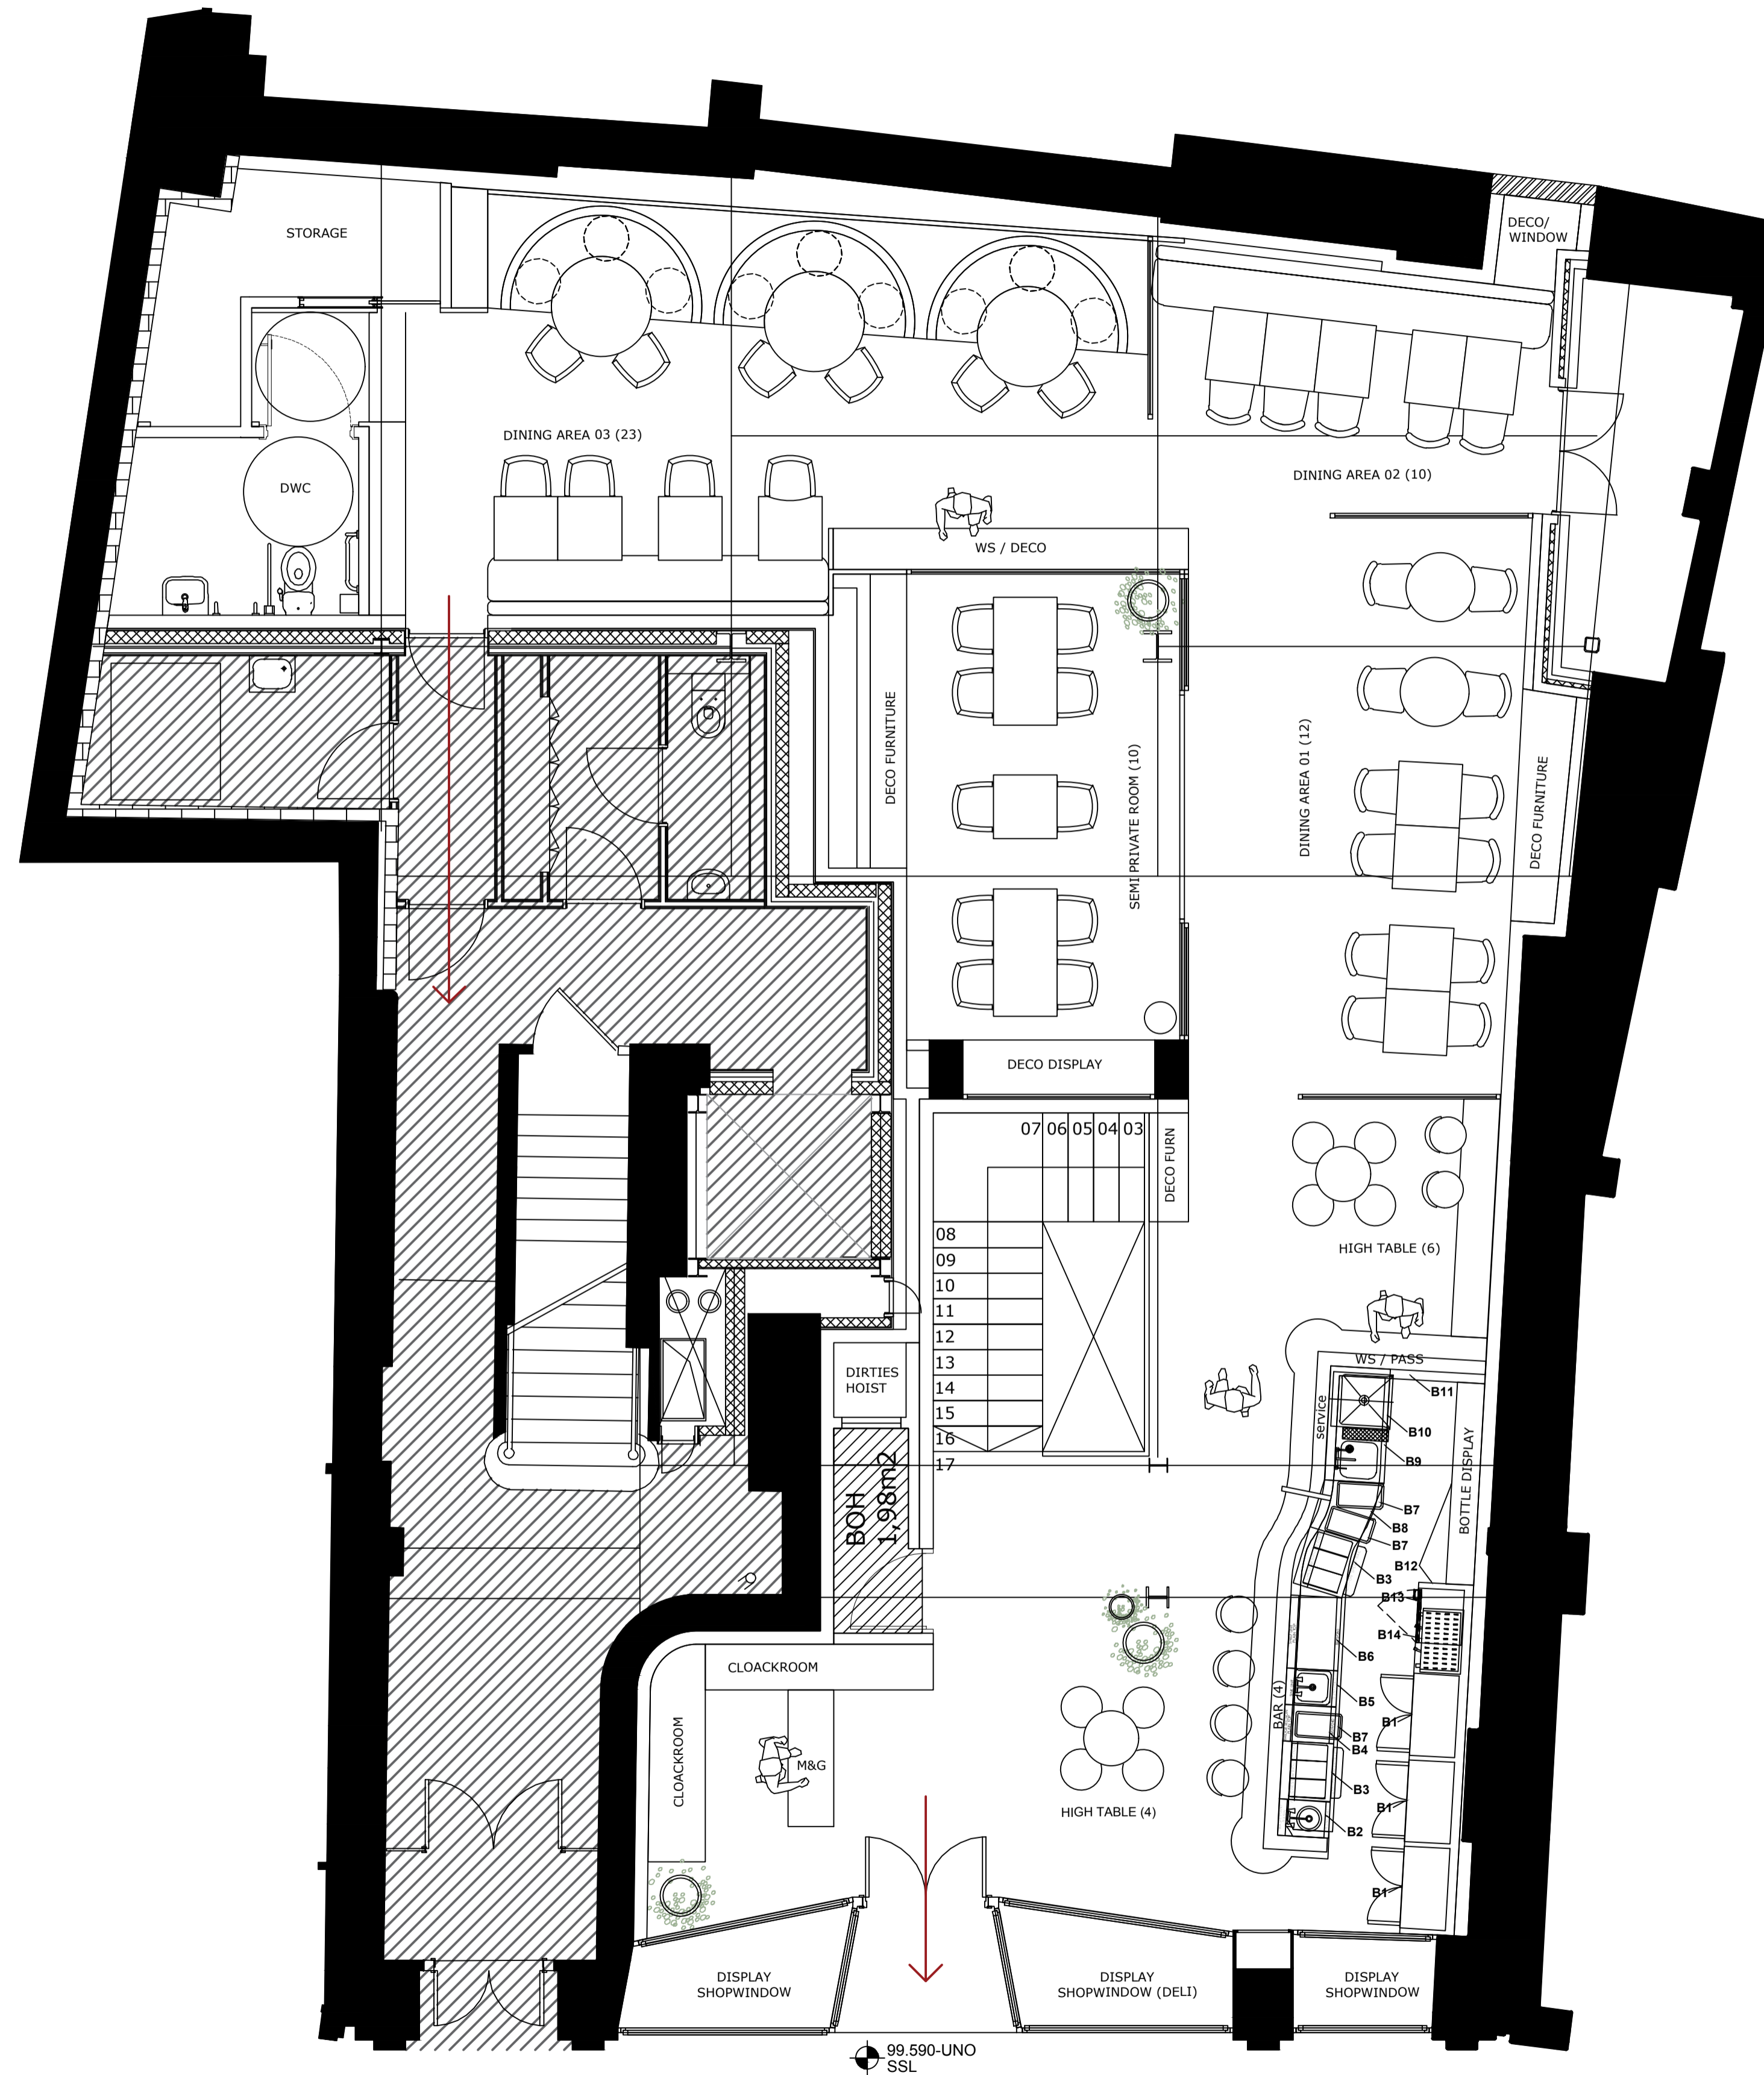 DECO/
WINDOW
STORAGE
DINING AREA 03 (23)
DINING AREA 02 (10)
DWC
WS / DECO
DECO FURNITURE
SEMI PRIVATE ROOM (10)
DINING AREA 01 (12)
DECO FURNITURE
DECO DISPLAY
07 06 05 04 03
DECO FURN
08
09
10
11
12
13
14
15
16
17
HIGH TABLE (6)
WS / PASS
DIRTIES
HOIST
service
B11
B10
B9
BOTTLE DISPLAY
BOH
1,98m2
B7
B8
B7
B12
B3
B13
B14
B6
CLOACKROOM
CLOACKROOM
M&G
BAR (4)
B5
B1
B7
B4
B3
B1
B2
HIGH TABLE (4)
B1
DISPLAY
SHOPWINDOW
DISPLAY
SHOPWINDOW (DELI)
DISPLAY
SHOPWINDOW
99.590-UNO
SSL